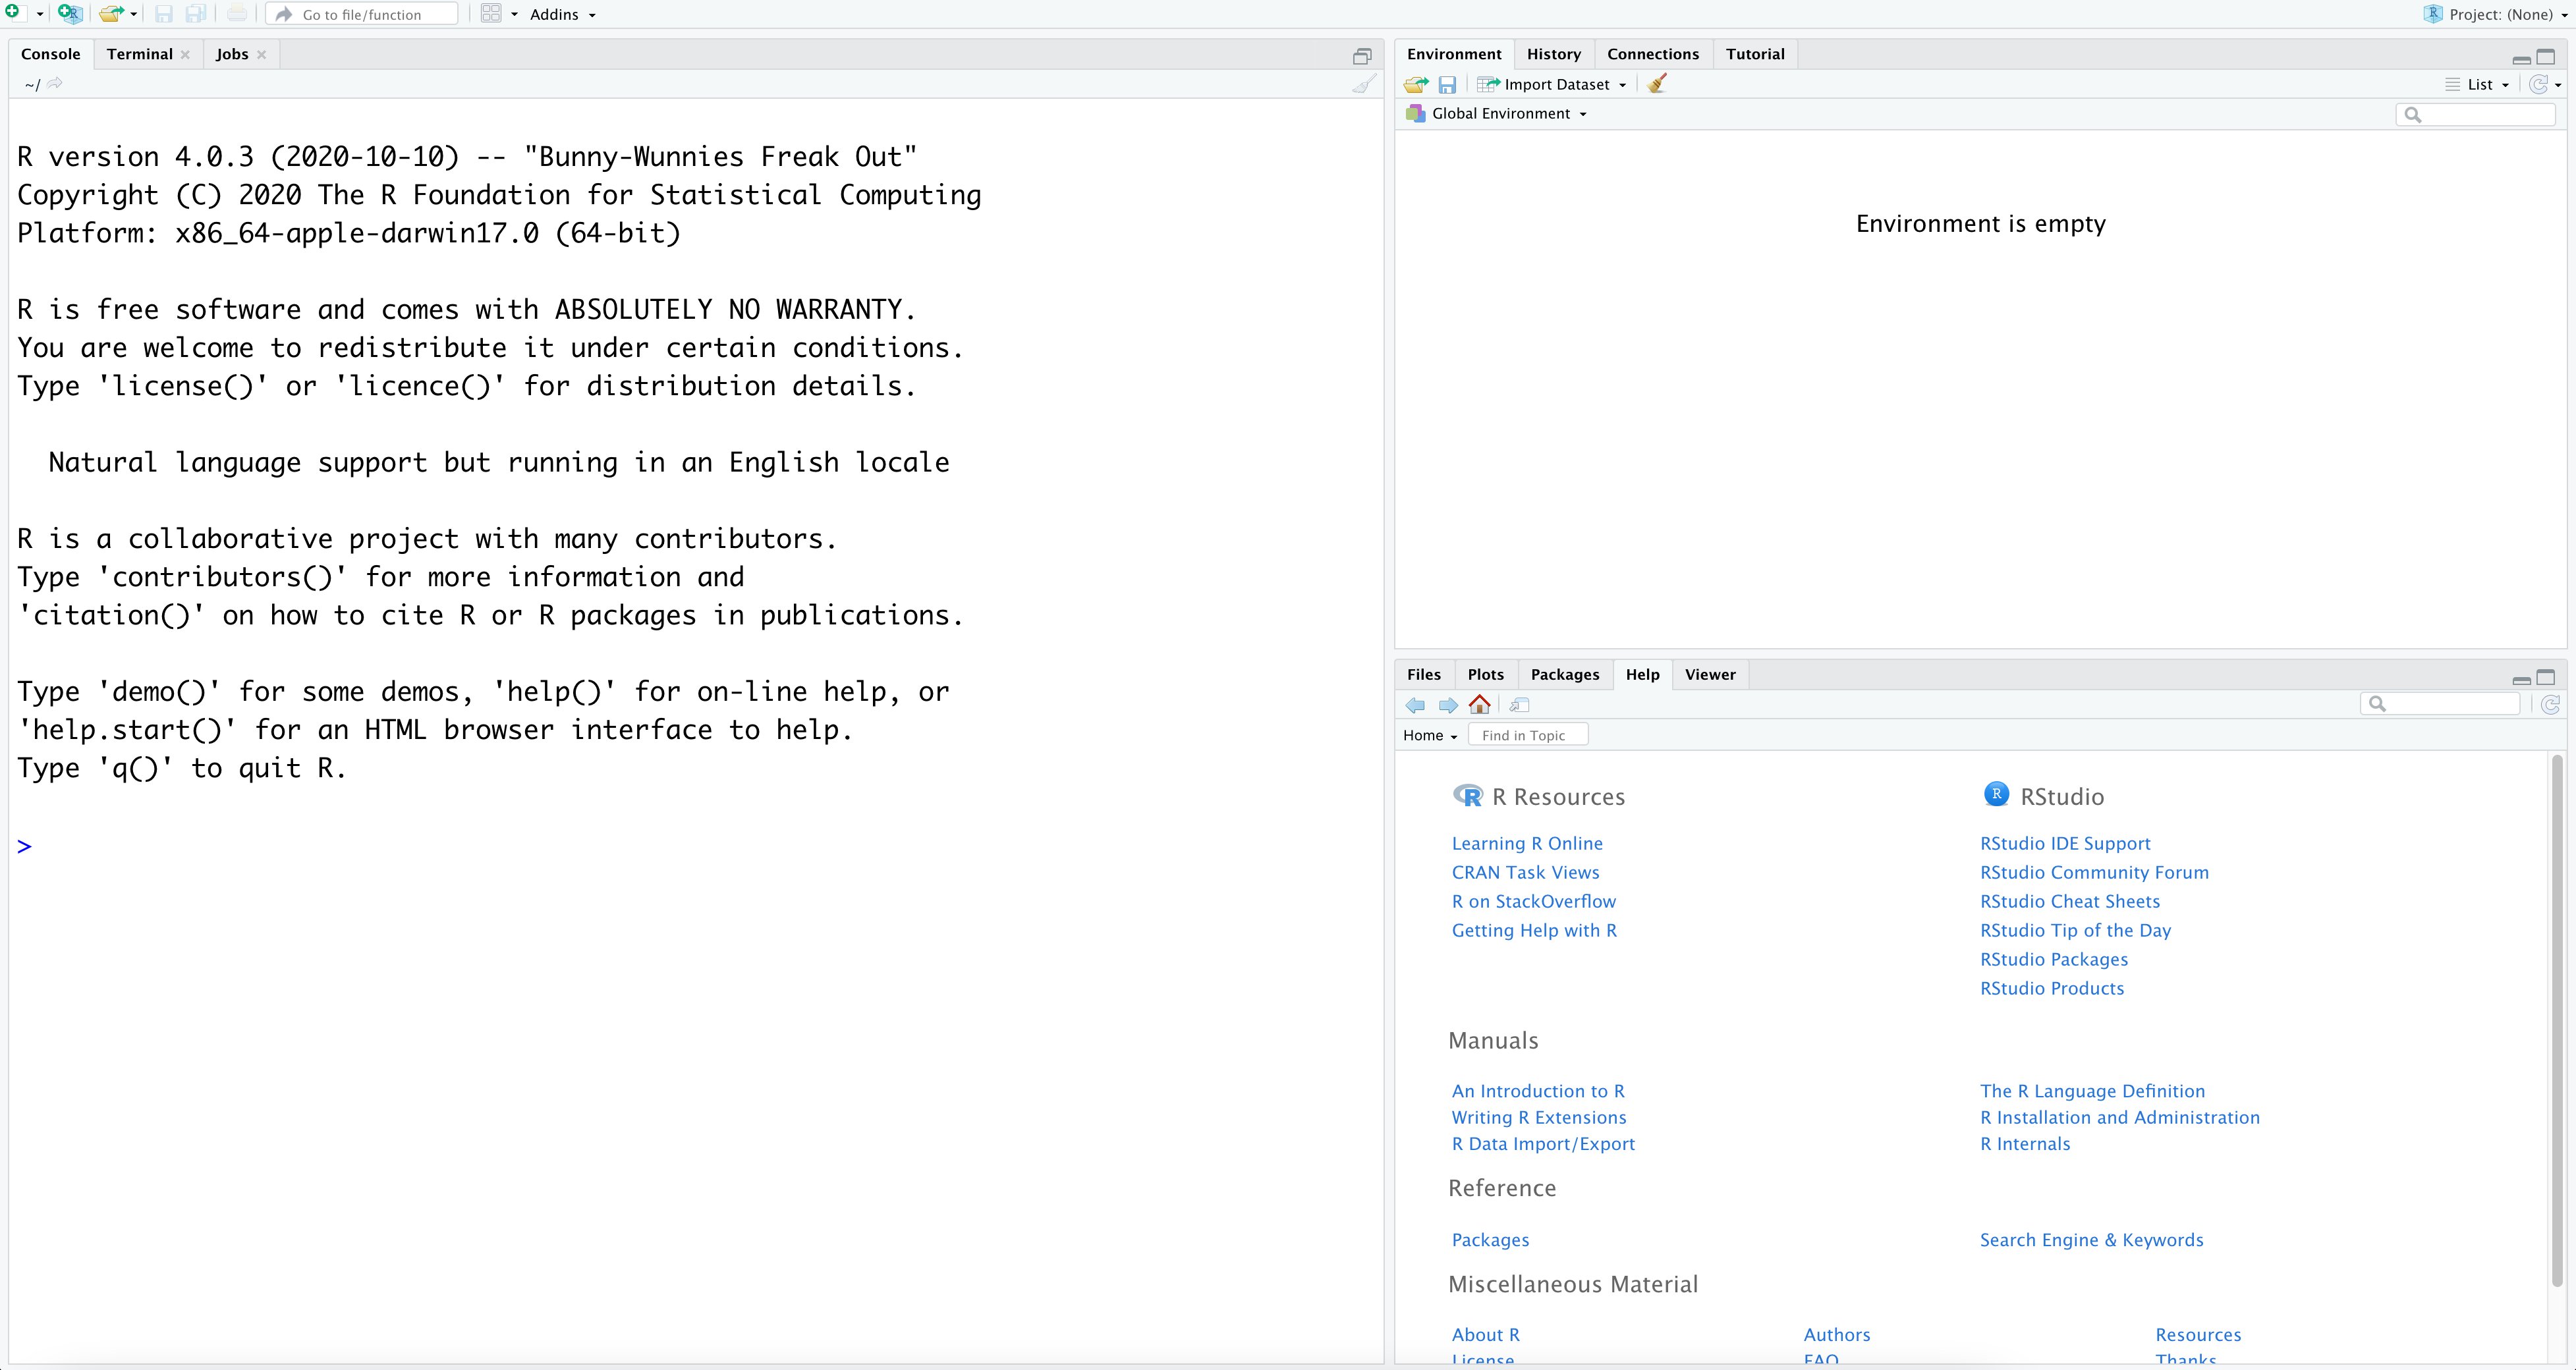 Go to file/function Addins Project: (None)
Console Terminal Jobs
~/
R version 4.0.3 (2020-10-10) -- "Bunny-Wunnies Freak Out"
Copyright (C) 2020 The R Foundation for Statistical Computing
Platform: x86_64-apple-darwin17.0 (64-bit)
R is free software and comes with ABSOLUTELY NO WARRANTY.
You are welcome to redistribute it under certain conditions.
Type 'license()' or 'licence()' for distribution details.
Natural language support but running in an English locale
R is a collaborative project with many contributors.
Type 'contributors()' for more information and
'citation()' on how to cite R or R packages in publications.
Type 'demo()' for some demos, 'help()' for on-line help, or
'help.start()' for an HTML browser interface to help.
Type 'q()' to quit R.
>
Environment History Connections Tutorial
Import Dataset List
Global Environment
Environment is empty
Files Plots Packages Help Viewer
Home Find in Topic
R Resources
Learning R Online
CRAN Task Views
R on StackOverflow
Getting Help with R
R RStudio
RStudio IDE Support
RStudio Community Forum
RStudio Cheat Sheets
RStudio Tip of the Day
RStudio Packages
RStudio Products
Manuals
An Introduction to R The R Language Definition
Writing R Extensions R Installation and Administration
R Data Import/Export R Internals
Reference
Packages Search Engine & Keywords
Miscellaneous Material
About R Authors Resources
License FAQ Thanks